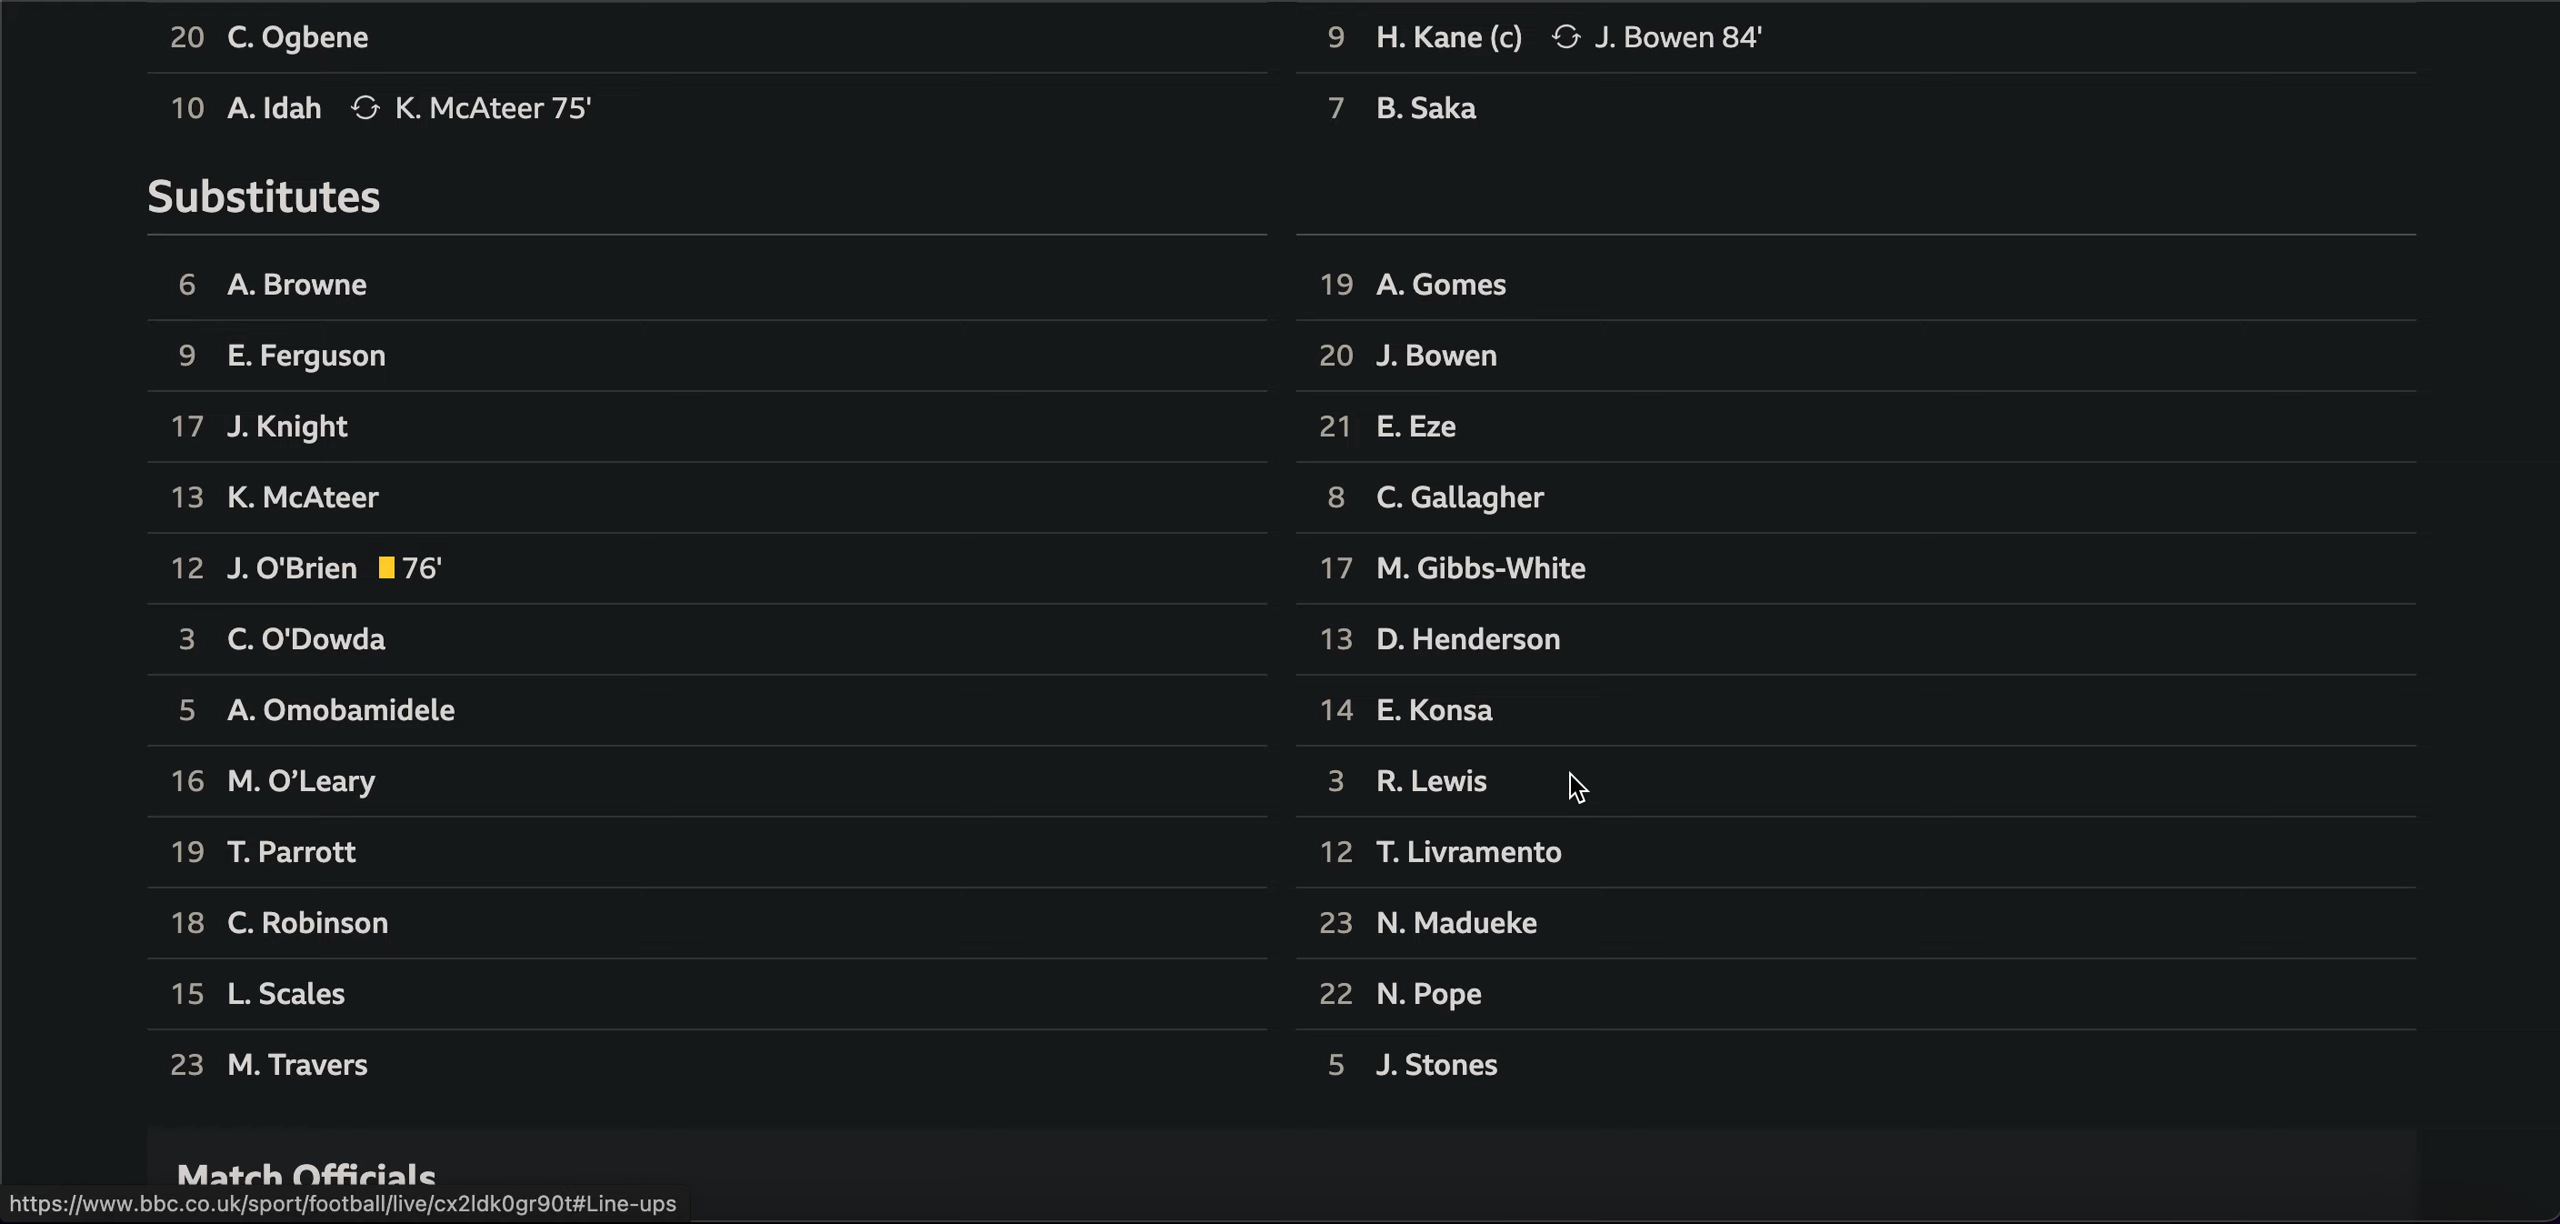 20 C. Ogbene
9 H. Kane (c) J. Bowen 84'
10 A. Idah K. McAteer 75'
7 B. Saka
Substitutes
6 A. Browne
19 A. Gomes
9 E. Ferguson
20 J. Bowen
17 J. Knight
21 E. Eze
13 K. McAteer
8 C. Gallagher
12 J. O'Brien 76'
17 M. Gibbs-White
3 C. O'Dowda
13 D. Henderson
5 A. Omobamidele
14 E. Konsa
16 M. O’Leary
3 R. Lewis
19 T. Parrott
12 T. Livramento
18 C. Robinson
23 N. Madueke
15 L. Scales
22 N. Pope
23 M. Travers
5 J. Stones
Match Officials
https://www.bbc.co.uk/sport/football/live/cx2ldk0gr90t#Line-ups